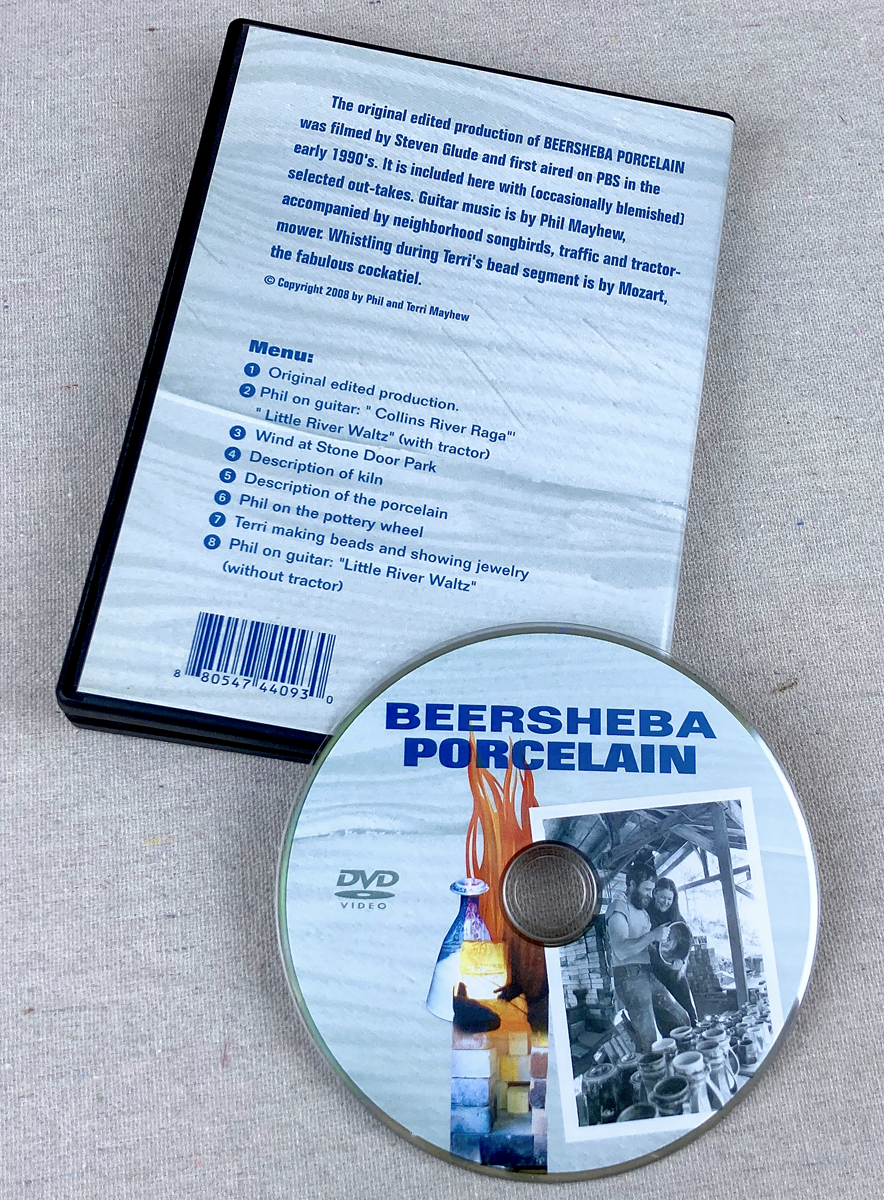 The original edited production of BEERSHEBA PORCELAIN
was filmed by Steven Glude and first aired on PBS in the
early 1990's. It is included here with (occasionally blemished)
selected out-takes. Guitar music is by Phil Mayhew,
accompanied by neighborhood songbirds, traffic and tractor-
mower. Whistling during Terri's bead segment is by Mozart,
the fabulous cockatiel.
© Copyright 2008 by Phil and Terri Mayhew
Menu:
1 Original edited production.
2 Phil on guitar: " Collins River Raga"'
" Little River Waltz" (with tractor)
3 Wind at Stone Door Park
4 Description of kiln
5 Description of the porcelain
6 Phil on the pottery wheel
7 Terri making beads and showing jewelry
8 Phil on guitar: "Little River Waltz"
(without tractor)
8 80547 44093 0
BEERSHEBA
PORCELAIN
DVD
VIDEO